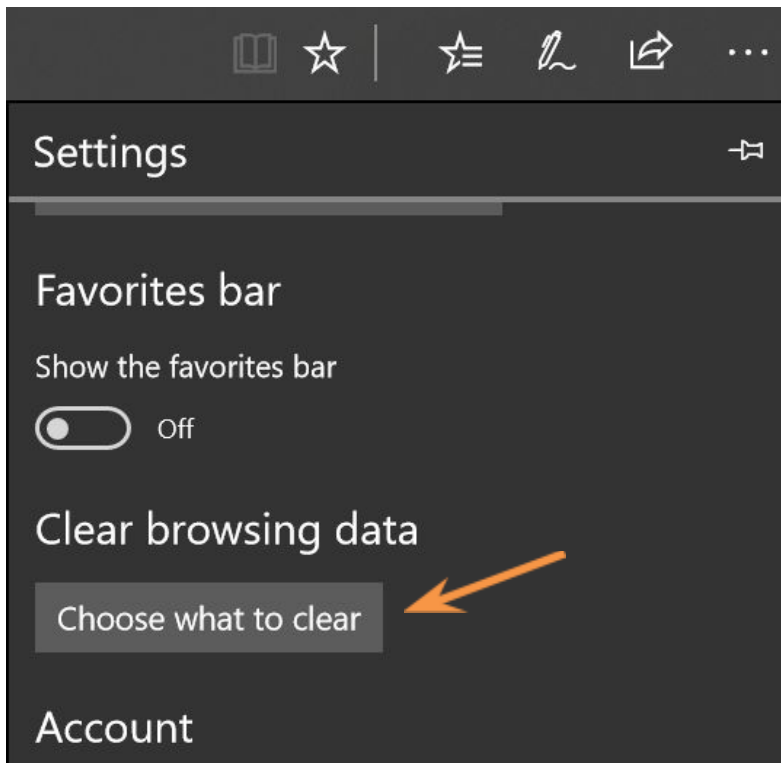 Settings
Favorites bar
Show the favorites bar
Off
Clear browsing data
Choose what to clear
Account